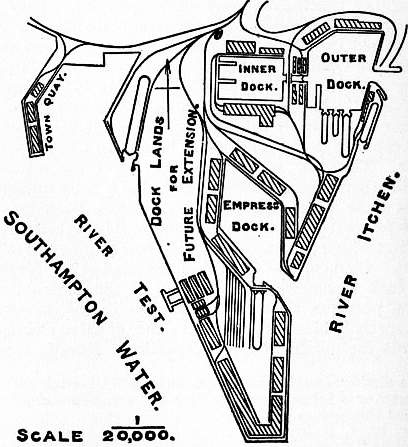 TOWN QUAY.
INNER
DOCK.
OUTER
DOCK.
DOCK LANDS
FOR
FUTURE EXTENSION.
EMPRESS
DOCK.
RIVER ITCHEN.
RIVER TEST.
SOUTHAMPTON WATER.
SCALE 1/20,000.